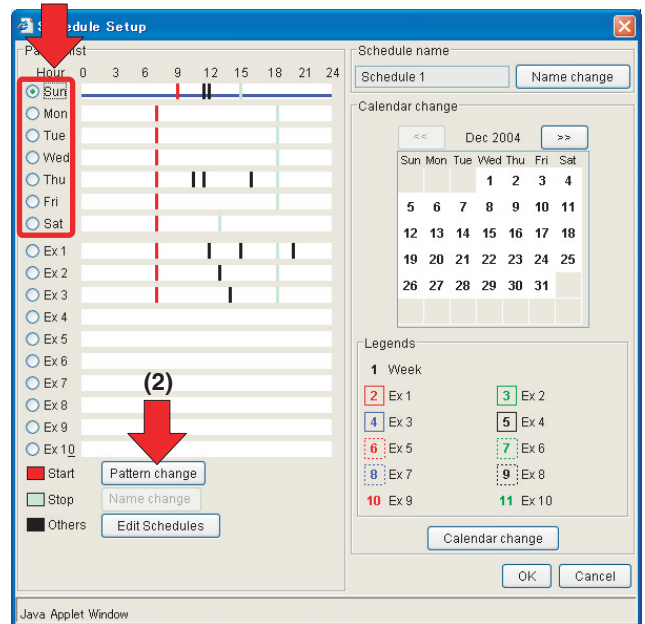 Schedule Setup
Pattern list
Hour 0 3 6 9 12 15 18 21 24
Sun
Mon
Tue
Wed
Thu
Fri
Sat
Ex 1
Ex 2
Ex 3
Ex 4
Ex 5
Ex 6
Ex 7
Ex 8
Ex 9
Ex 10
(2)
Start Pattern change
Stop Name change
Others Edit Schedules
Schedule name
Schedule 1 Name change
Calendar change
<< Dec 2004 >>
Sun Mon Tue Wed Thu Fri Sat
1 2 3 4
5 6 7 8 9 10 11
12 13 14 15 16 17 18
19 20 21 22 23 24 25
26 27 28 29 30 31
Legends
1 Week
2 Ex 1 3 Ex 2
4 Ex 3 5 Ex 4
6 Ex 5 7 Ex 6
8 Ex 7 9 Ex 8
10 Ex 9 11 Ex 10
Calendar change
OK Cancel
Java Applet Window